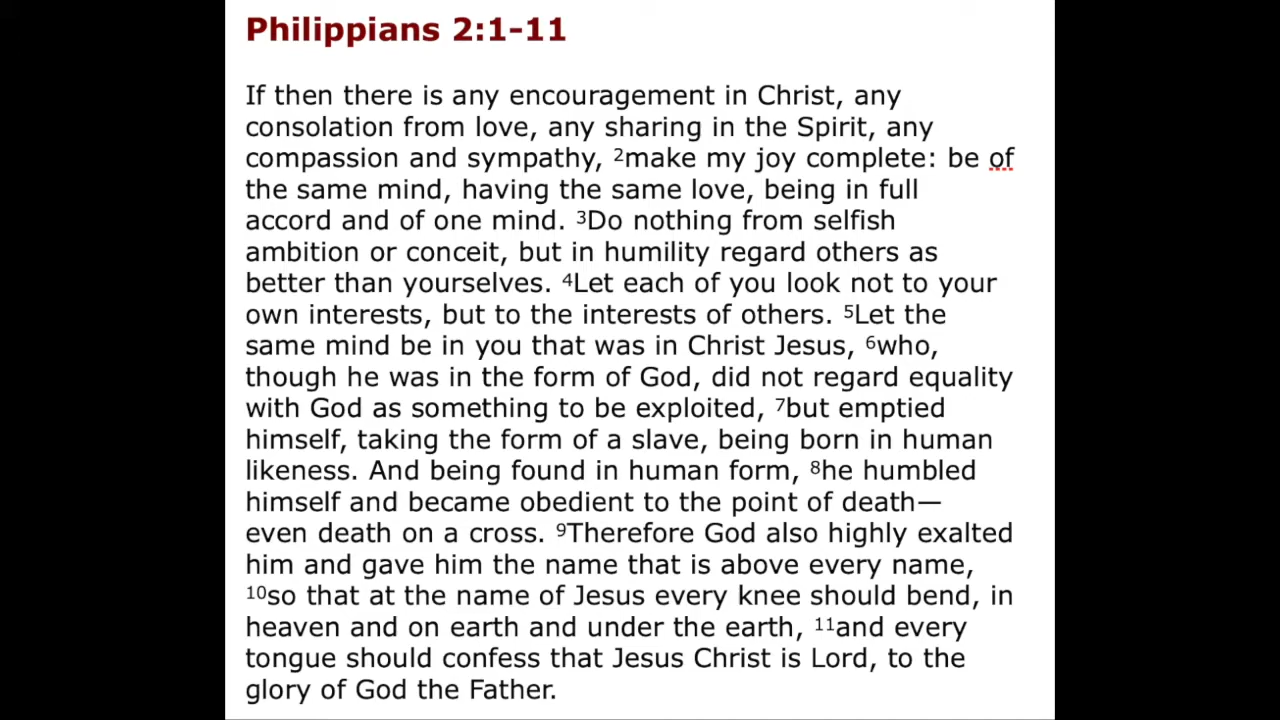 Philippians 2:1-11
If then there is any encouragement in Christ, any
consolation from love, any sharing in the Spirit, any
compassion and sympathy, 2make my joy complete: be of
the same mind, having the same love, being in full
accord and of one mind. 3Do nothing from selfish
ambition or conceit, but in humility regard others as
better than yourselves. 4Let each of you look not to your
own interests, but to the interests of others. 5Let the
same mind be in you that was in Christ Jesus, 6who,
though he was in the form of God, did not regard equality
with God as something to be exploited, 7but emptied
himself, taking the form of a slave, being born in human
likeness. And being found in human form, 8he humbled
himself and became obedient to the point of death—
even death on a cross. 9Therefore God also highly exalted
him and gave him the name that is above every name,
10so that at the name of Jesus every knee should bend, in
heaven and on earth and under the earth, 11and every
tongue should confess that Jesus Christ is Lord, to the
glory of God the Father.